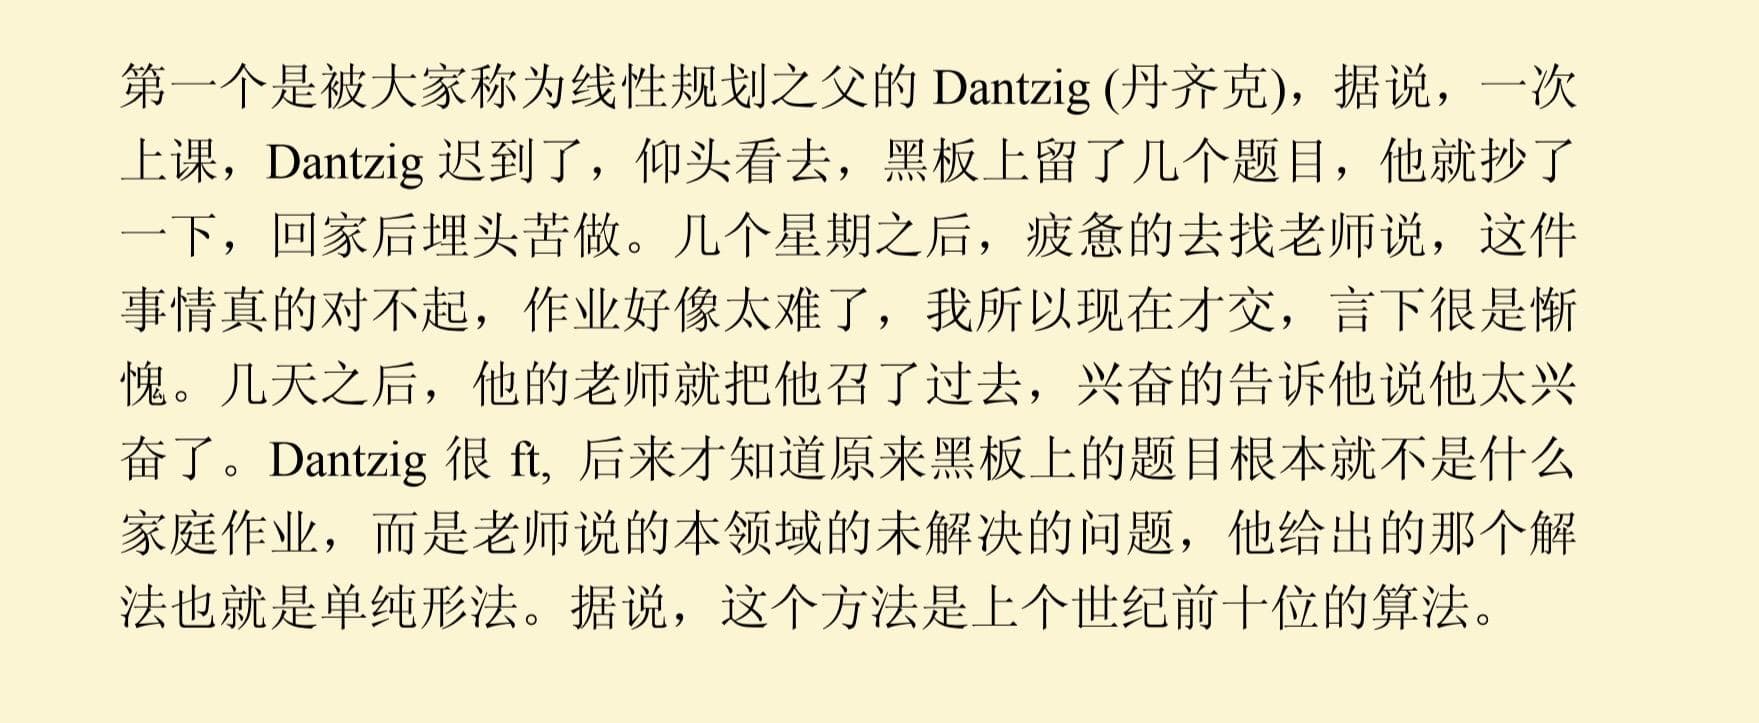 第一个是被大家称为线性规划之父的 Dantzig (丹齐克)，据说，一次
上课，Dantzig 迟到了，仰头看去，黑板上留了几个题目，他就抄了
一下，回家后埋头苦做。几个星期之后，疲惫的去找老师说，这件
事情真的对不起，作业好像太难了，我所以现在才交，言下很是惭
愧。几天之后，他的老师就把他召了过去，兴奋的告诉他说他太兴
奋了。Dantzig 很 ft, 后来才知道原来黑板上的题目根本就不是什么
家庭作业，而是老师说的本领域的未解决的问题，他给出的那个解
法也就是单纯形法。据说，这个方法是上个世纪前十位的算法。